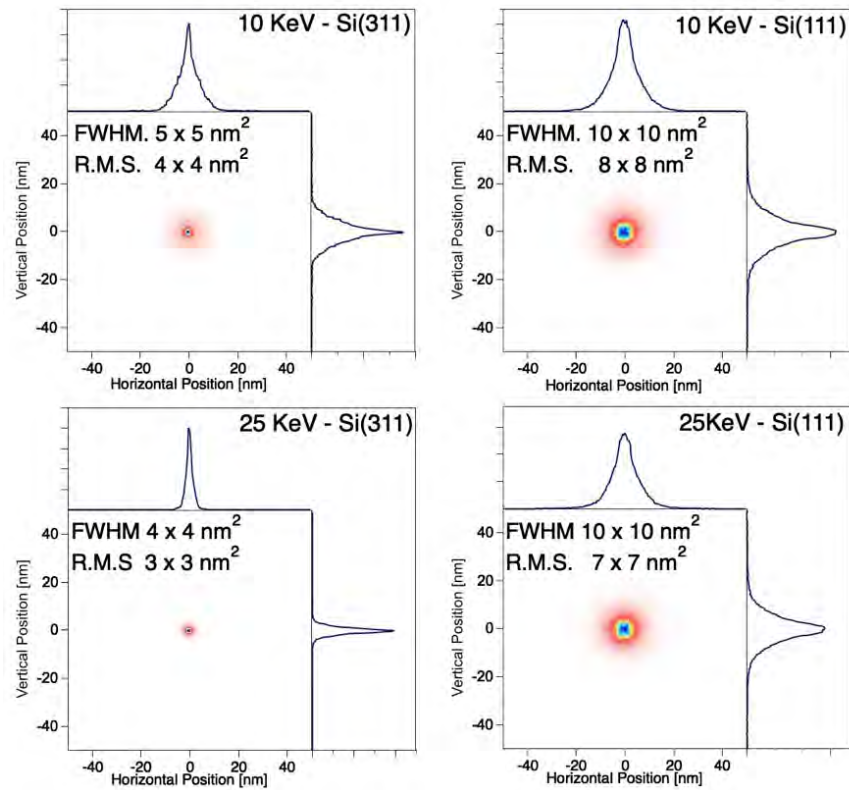 10 KeV - Si(311)
FWHM. 5 x 5 nm²
R.M.S. 4 x 4 nm²
Vertical Position [nm]
40
20
0
-20
-40
-40 -20 0 20 40
Horizontal Position [nm]
10 KeV - Si(111)
FWHM. 10 x 10 nm²
R.M.S. 8 x 8 nm²
Vertical Position [nm]
40
20
0
-20
-40
-40 -20 0 20 40
Horizontal Position [nm]
25 KeV - Si(311)
FWHM 4 x 4 nm²
R.M.S 3 x 3 nm²
Vertical Position [nm]
40
20
0
-20
-40
-40 -20 0 20 40
Horizontal Position [nm]
25KeV - Si(111)
FWHM 10 x 10 nm²
R.M.S. 7 x 7 nm²
Vertical Position [nm]
40
20
0
-20
-40
-40 -20 0 20 40
Horizontal Position [nm]